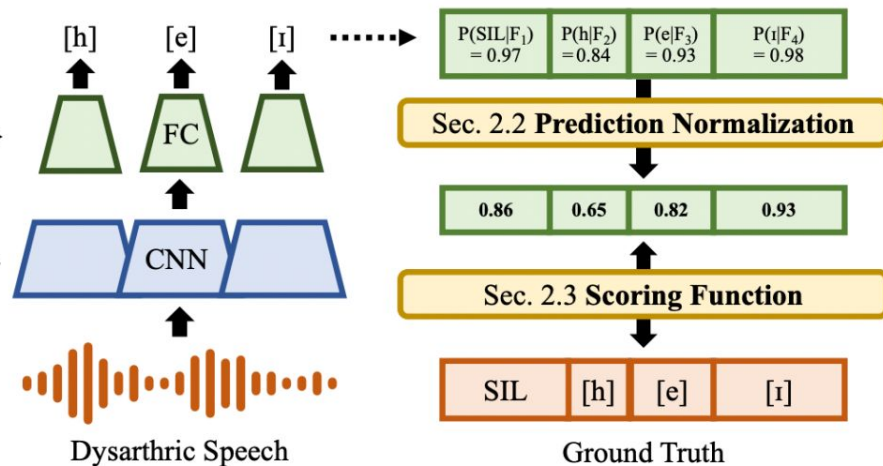 [h] [e] [ɪ]
FC
CNN
Dysarthric Speech
P(SIL|F₁) = 0.97
P(h|F₂) = 0.84
P(e|F₃) = 0.93
P(ɪ|F₄) = 0.98
Sec. 2.2 Prediction Normalization
0.86 0.65 0.82 0.93
Sec. 2.3 Scoring Function
SIL [h] [e] [ɪ]
Ground Truth